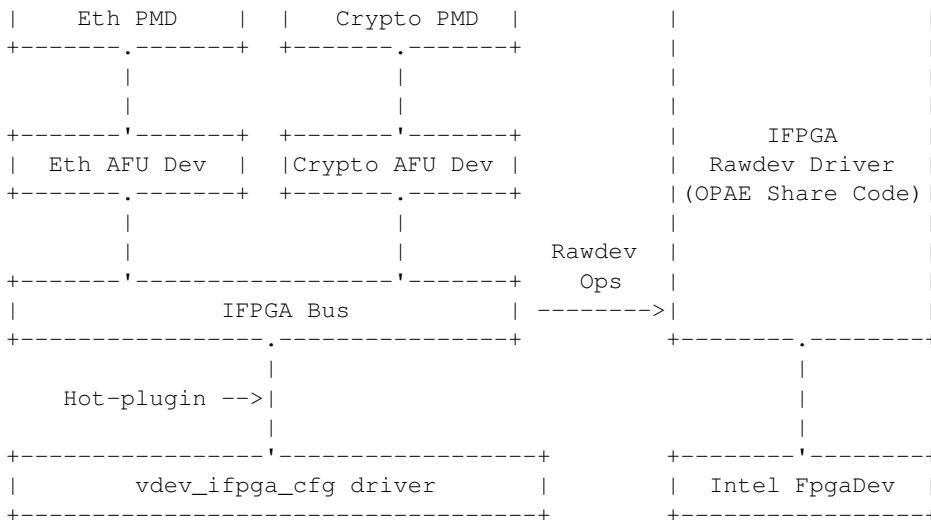 Eth PMD Crypto PMD
IFPGA
Eth AFU Dev Crypto AFU Dev Rawdev Driver
(OPAE Share Code)
Rawdev
Ops
IFPGA Bus -------->
Hot-plugin -->
vdev_ifpga_cfg driver Intel FpgaDev